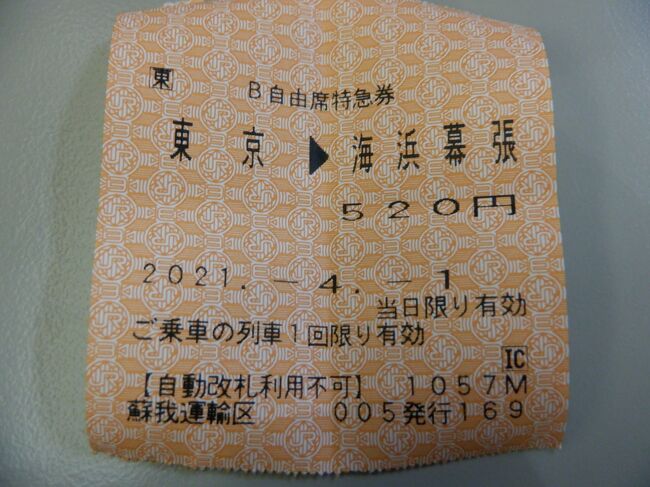 東
B自由席特急券
東京▶海浜幕張
520円
2021.-4.-1
当日限り有効
ご乗車の列車1回限り有効
IC
【自動改札利用不可】 1057M
蘇我運輸区 005発行169